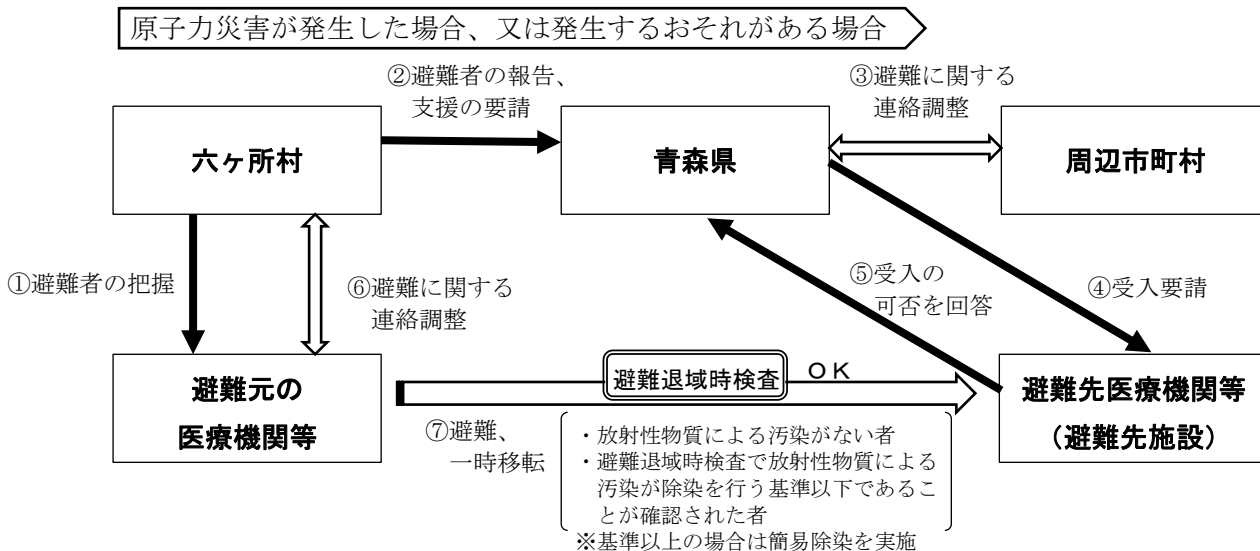 原子力災害が発生した場合、又は発生するおそれがある場合
②避難者の報告、
支援の要請
③避難に関する
連絡調整
六ヶ所村
青森県
周辺市町村
①避難者の把握
⑥避難に関する
連絡調整
⑤受入の
可否を回答
④受入要請
避難元の
医療機関等
避難退域時検査
OK
避難先医療機関等
(避難先施設)
⑦避難、
一時移転
・放射性物質による汚染がない者
・避難退域時検査で放射性物質による
汚染が除染を行う基準以下であるこ
とが確認された者
※基準以上の場合は簡易除染を実施